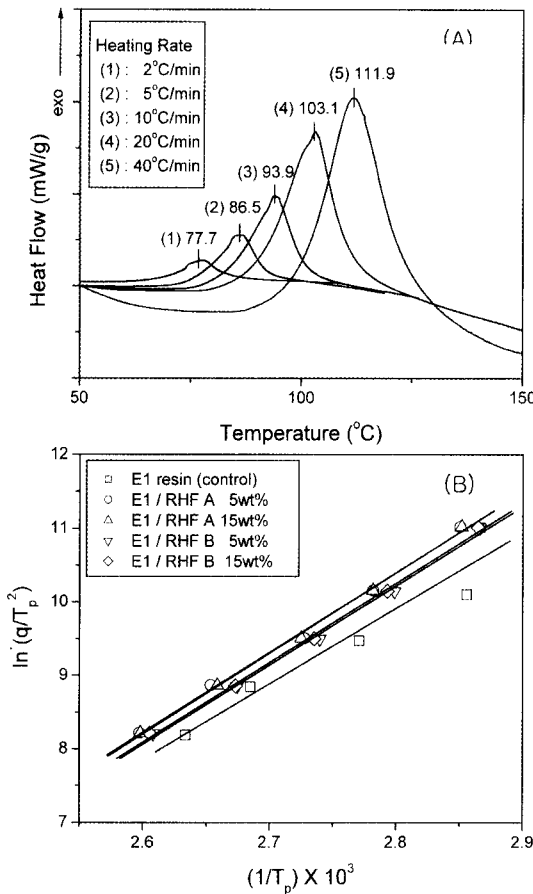 (A)
Heating Rate
(1) : 2°C/min
(2) : 5°C/min
(3) : 10°C/min
(4) : 20°C/min
(5) : 40°C/min
(5) 111.9
(4) 103.1
(3) 93.9
(2) 86.5
(1) 77.7
Heat Flow (mW/g)
exo
50
100
150
Temperature (°C)
(B)
E1 resin (control)
E1 / RHF A 5wt%
E1 / RHF A 15wt%
E1 / RHF B 5wt%
E1 / RHF B 15wt%
12
11
10
9
8
7
ln (q/Tp²)
2.6
2.7
2.8
2.9
(1/Tp) X 10³